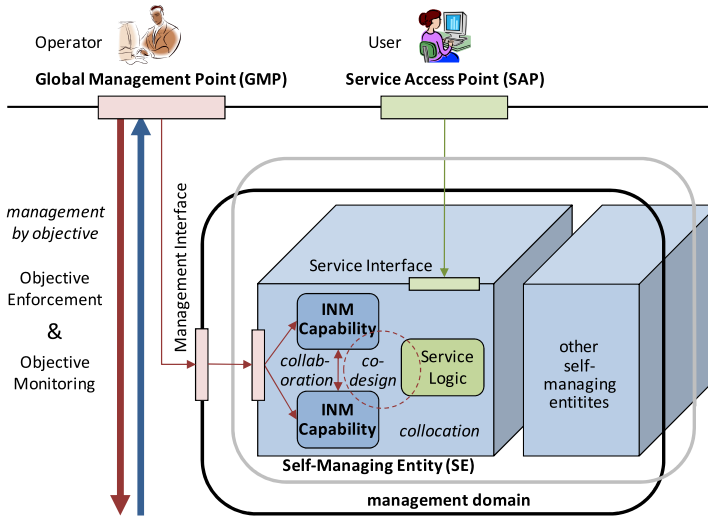 Operator
Global Management Point (GMP)
User
Service Access Point (SAP)
management
by objective
Objective
Enforcement
&
Objective
Monitoring
Management Interface
Service Interface
INM
Capability
collab-
oration
co-
design
Service
Logic
INM
Capability
collocation
Self-Managing Entity (SE)
other
self-
managing
entitites
management domain